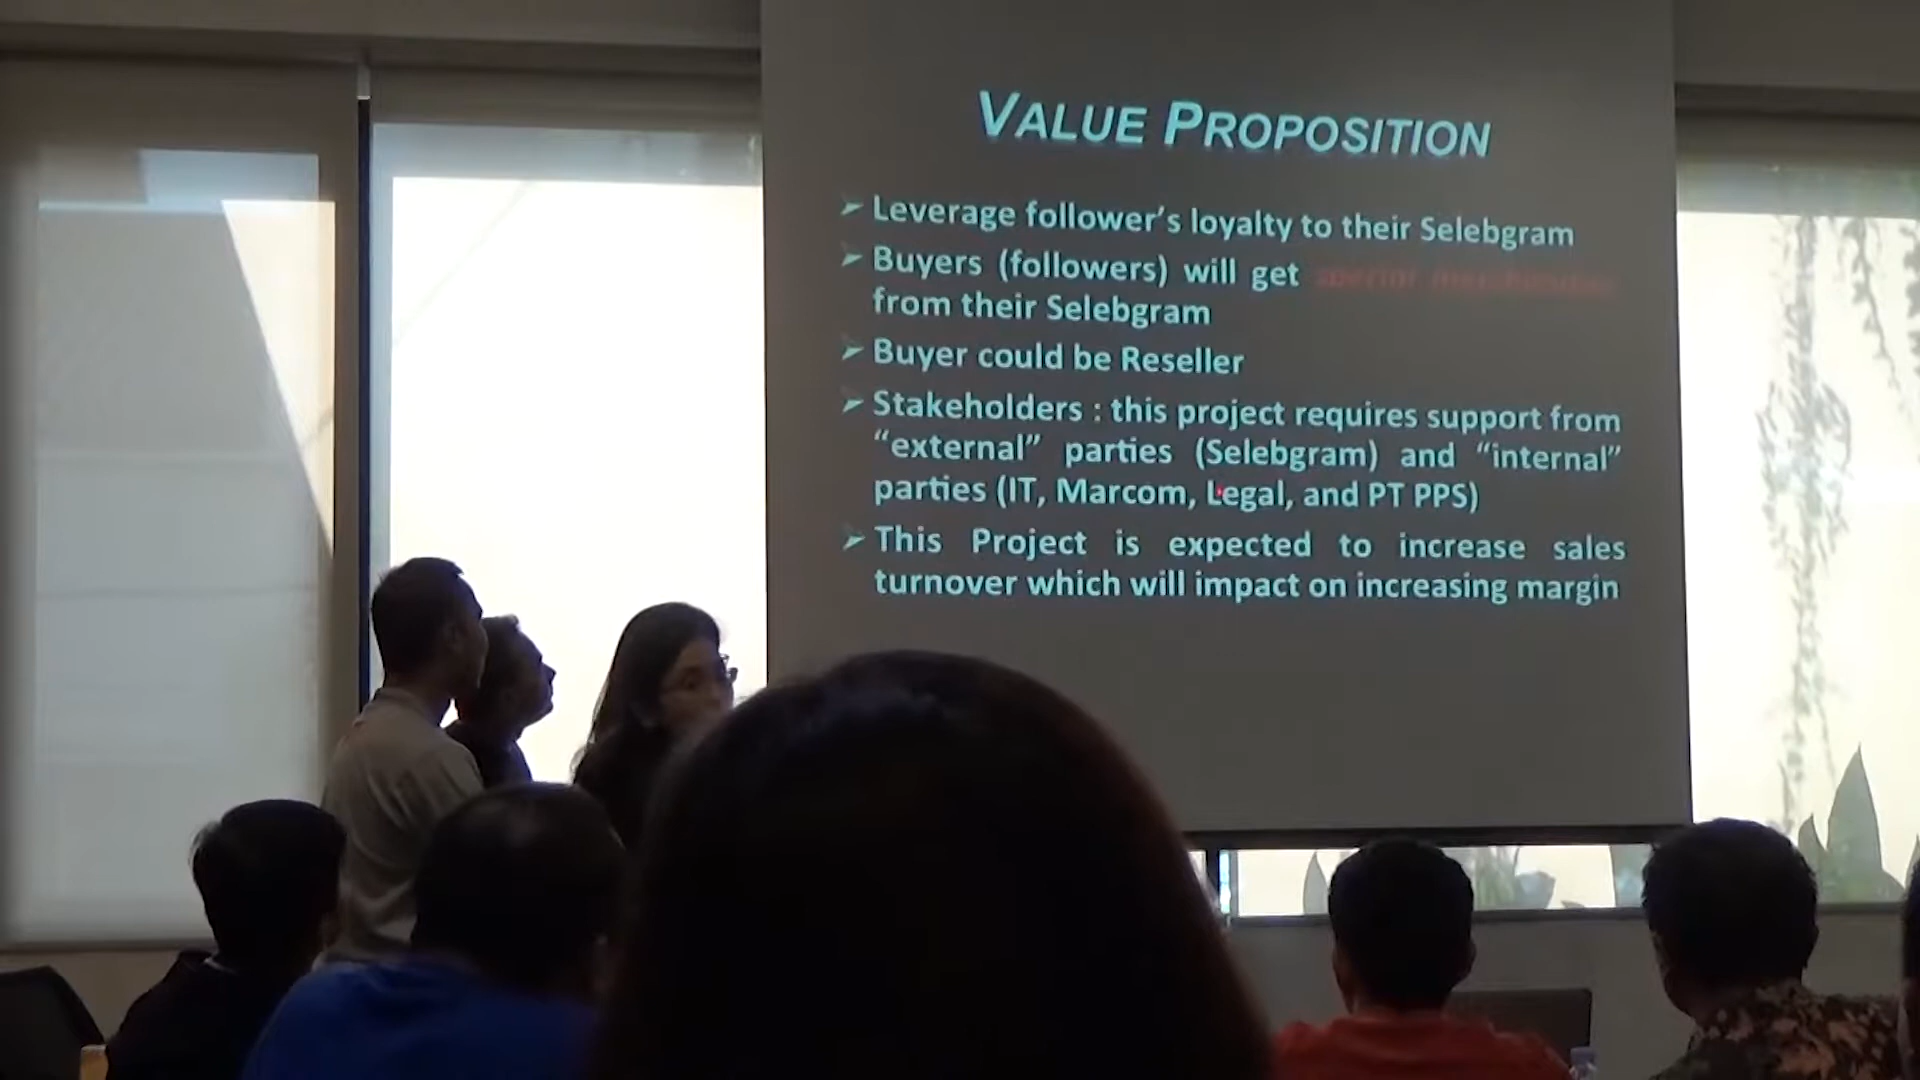 VALUE PROPOSITION
➢ Leverage follower's loyalty to their Selebgram
➢ Buyers (followers) will get special merchandise
from their Selebgram
➢ Buyer could be Reseller
➢ Stakeholders : this project requires support from
“external” parties (Selebgram) and “internal”
parties (IT, Marcom, Legal, and PT PPS)
➢ This Project is expected to increase sales
turnover which will impact on increasing margin